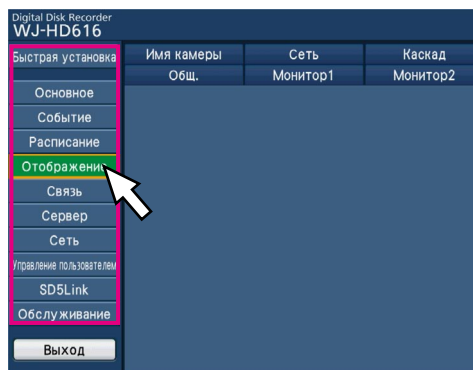 Digital Disk Recorder
WJ-HD616
Быстрая установка
Имя камеры Сеть Каскад
Общ. Монитор1 Монитор2
Основное
Событие
Расписание
Отображение
Связь
Сервер
Сеть
Управление пользователем
SD5Link
Обслуживание
Выход